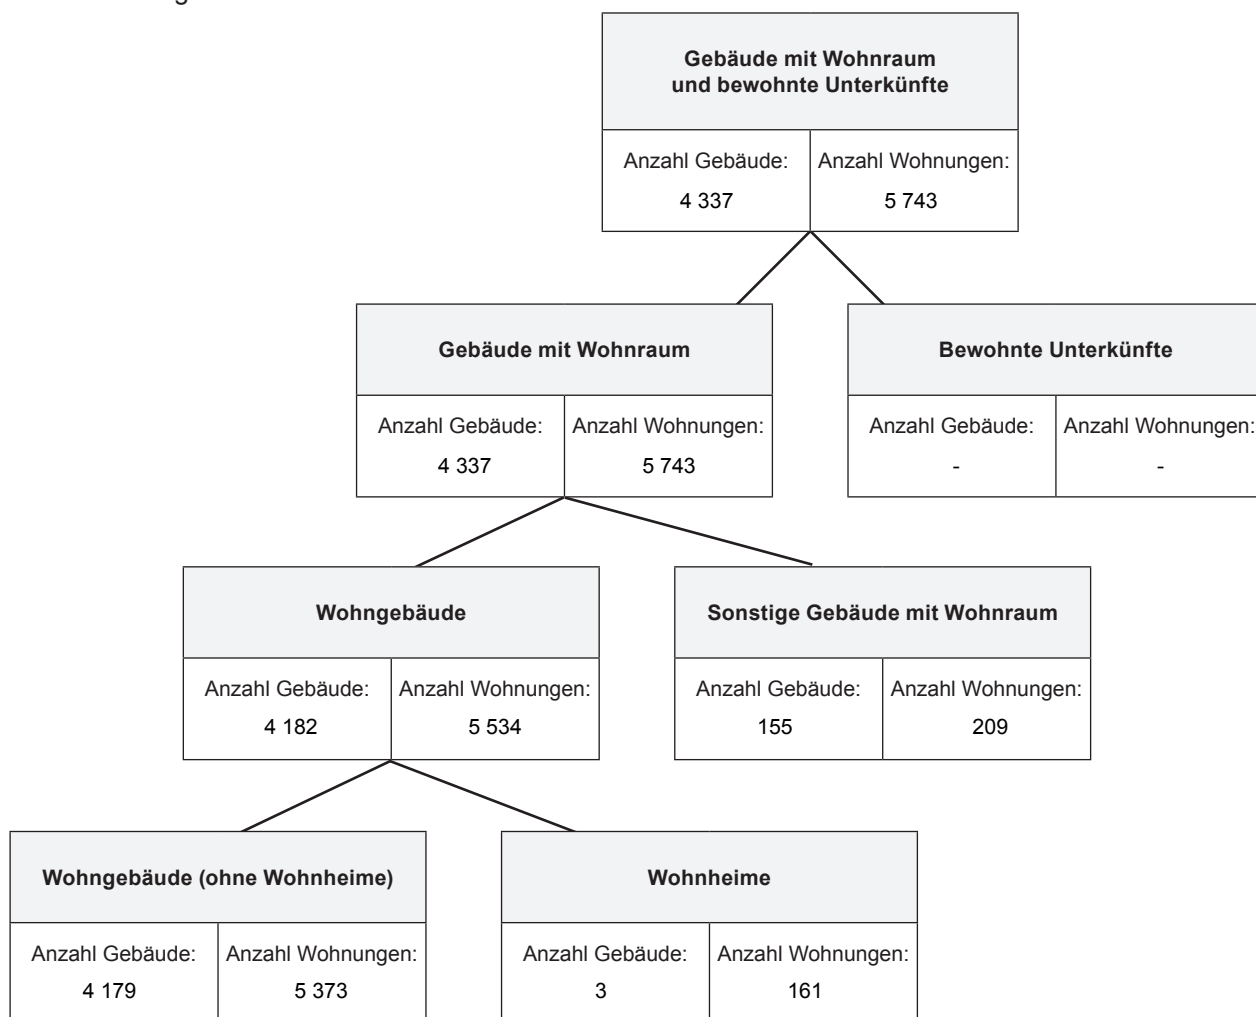 Gebäude mit Wohnraum
und bewohnte Unterkünfte
Anzahl Gebäude: Anzahl Wohnungen:
4 337 5 743
Gebäude mit Wohnraum Bewohnte Unterkünfte
Anzahl Gebäude: Anzahl Wohnungen: Anzahl Gebäude: Anzahl Wohnungen:
4 337 5 743 - -
Wohngebäude Sonstige Gebäude mit Wohnraum
Anzahl Gebäude: Anzahl Wohnungen: Anzahl Gebäude: Anzahl Wohnungen:
4 182 5 534 155 209
Wohngebäude (ohne Wohnheime) Wohnheime
Anzahl Gebäude: Anzahl Wohnungen: Anzahl Gebäude: Anzahl Wohnungen:
4 179 5 373 3 161